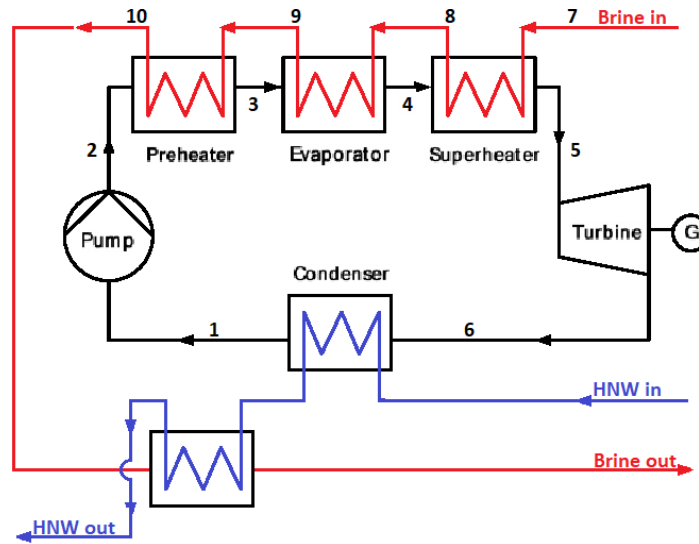 10 9 8 7 Brine in
2 3 4 5
Preheater Evaporator Superheater
Pump Turbine G
Condenser
1 6
HNW in
Brine out
HNW out